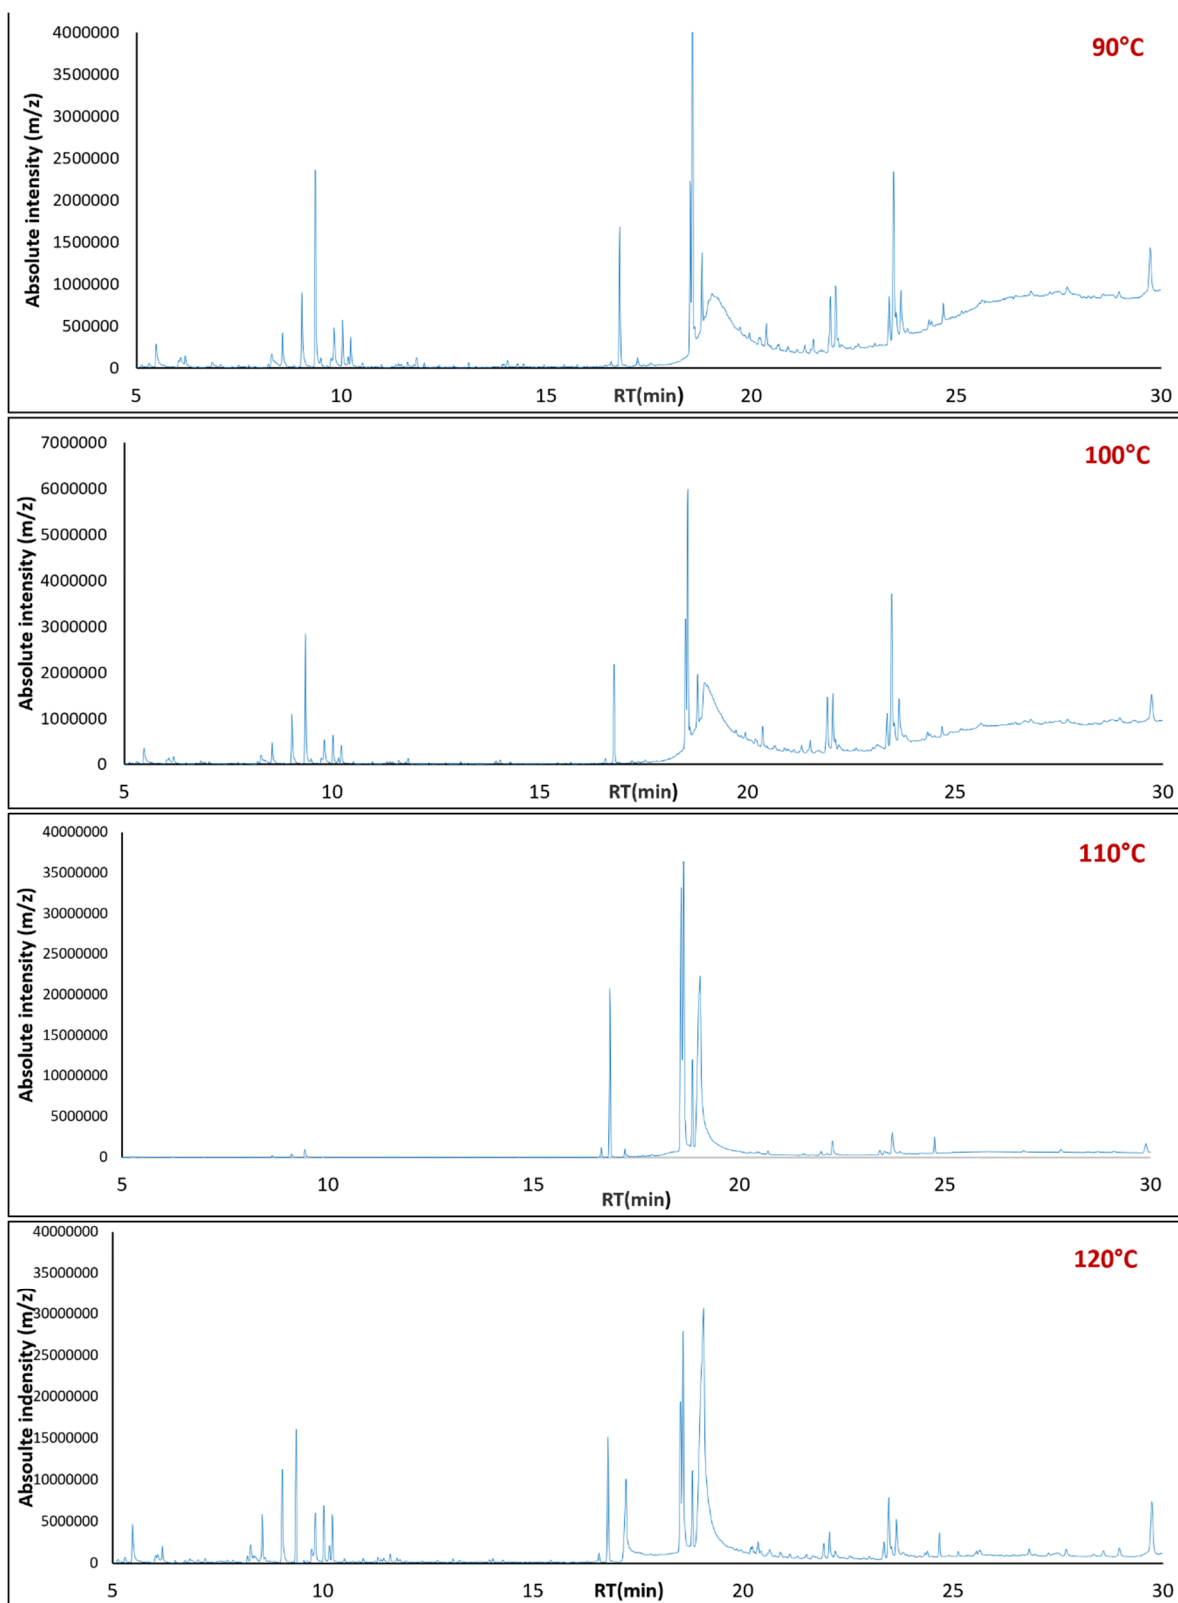 90°C
Absolute intensity (m/z)
4000000
3500000
3000000
2500000
2000000
1500000
1000000
500000
0
5 10 15 RT(min) 20 25 30
100°C
Absolute intensity (m/z)
7000000
6000000
5000000
4000000
3000000
2000000
1000000
0
5 10 15 RT(min) 20 25 30
110°C
Absolute intensity (m/z)
40000000
35000000
30000000
25000000
20000000
15000000
10000000
5000000
0
5 10 15 RT(min) 20 25 30
120°C
Absoulte indensity (m/z)
40000000
35000000
30000000
25000000
20000000
15000000
10000000
5000000
0
5 10 15 RT(min) 20 25 30